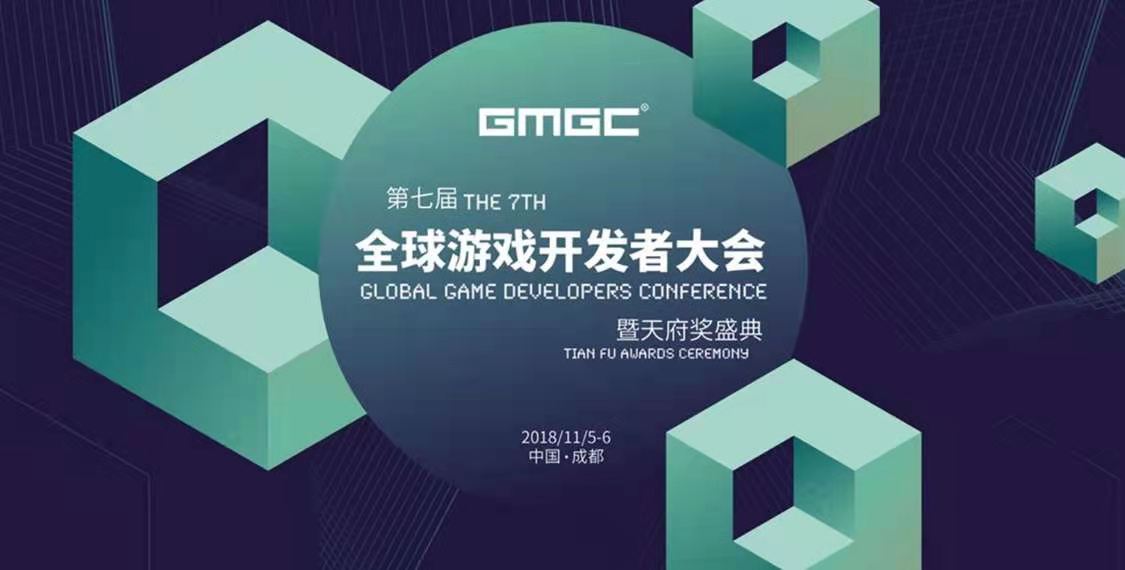 GMGC®
第七届 THE 7TH
全球游戏开发者大会
GLOBAL GAME DEVELOPERS CONFERENCE
暨天府奖盛典
TIAN FU AWARDS CEREMONY
2018/11/5-6
中国·成都